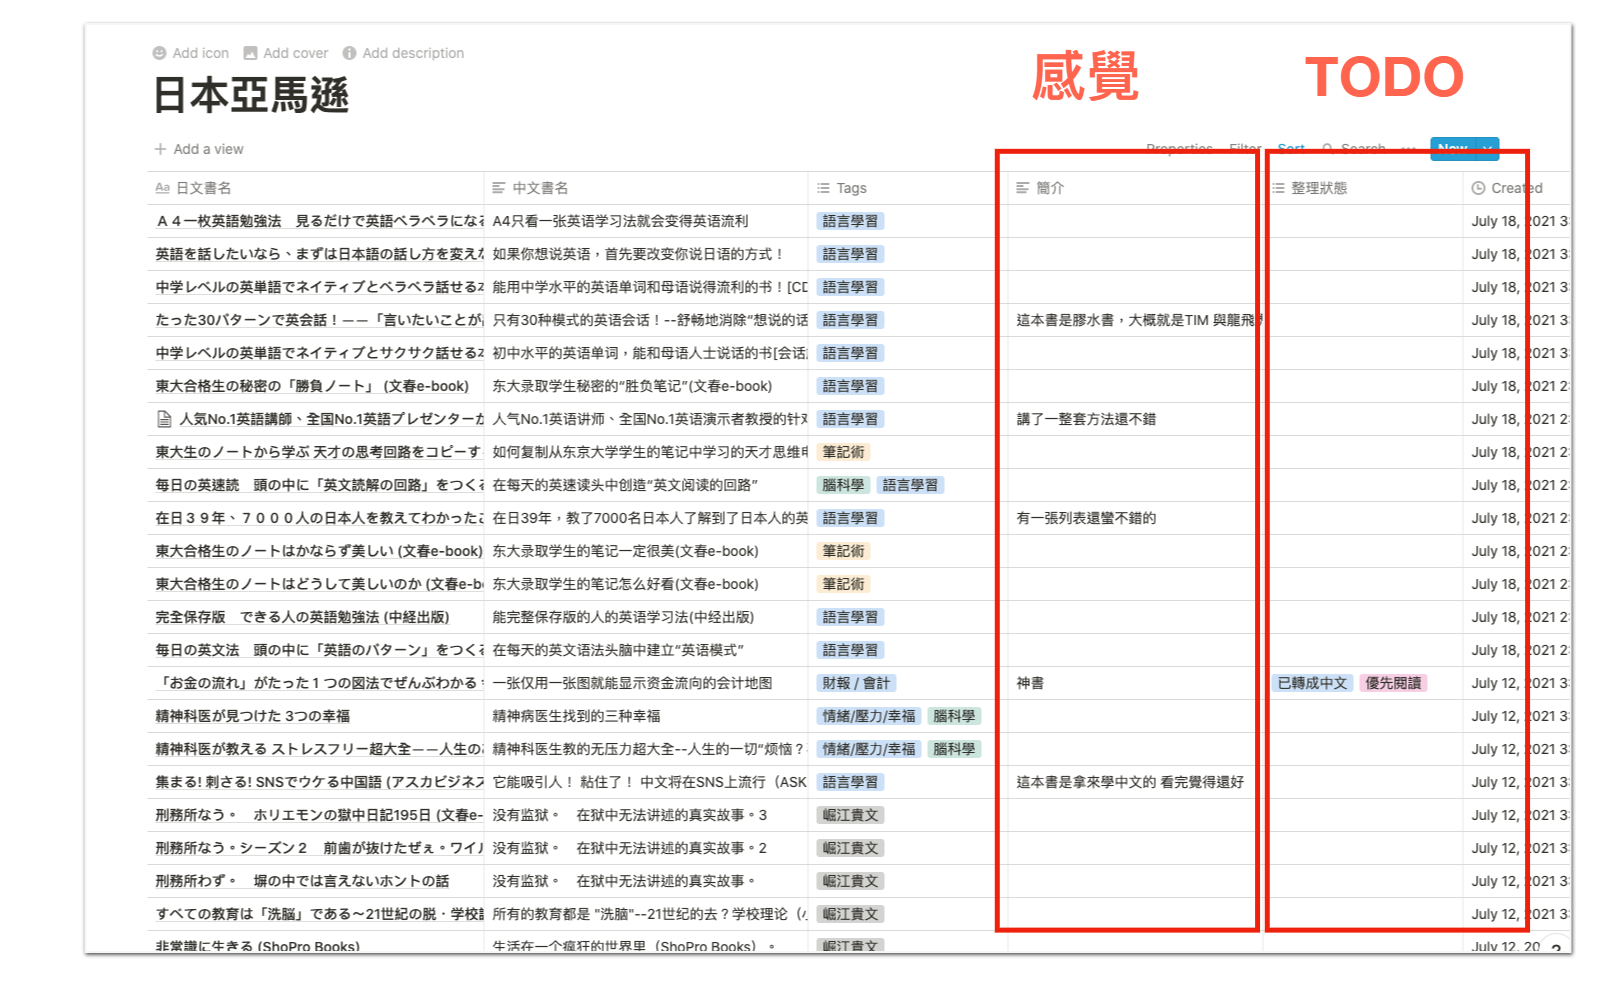 Add icon Add cover Add description
感覺 TODO
日本亞馬遜
Add a view Properties Filter Sort Search New
Aa 日文書名 中文書名 Tags 簡介 整理狀態 Created
Ａ４一枚英語勉強法　見るだけで英語ペラペラになる A4只看一张英语学习法就会变得英语流利 語言學習 July 18, 2021 3:
英語を話したいなら、まずは日本語の話し方を変えな 如果你想说英语，首先要改变你说日语的方式！ 語言學習 July 18, 2021 3:
中学レベルの英単語でネイティブとペラペラ話せる本 能用中学水平的英语单词和母语说得流利的书！[CD 語言學習 July 18, 2021 3:
たった30パターンで英会話！――「言いたいことが 只有30种模式的英语会话！--舒畅地消除“想说的话 語言學習 這本書是膠水書，大概就是TIM 與龍飛 July 18, 2021 3:
中学レベルの英単語でネイティブとサクサク話せる本 初中水平的英语单词，能和母语人士说话的书[会话 語言學習 July 18, 2021 3:
東大合格生の秘密の「勝負ノート」 (文春e-book) 东大录取学生秘密的“胜负笔记”(文春e-book) 語言學習 July 18, 2021 2:
人気No.1英語講師、全国No.1英語プレゼンターが 人气No.1英语讲师、全国No.1英语演示者教授的针对 語言學習 講了一整套方法還不錯 July 18, 2021 2:
東大生のノートから学ぶ 天才の思考回路をコピーす 如何复制从东京大学学生的笔记中学习的天才思维电 筆記術 July 18, 2021 2:
毎日の英速読　頭の中に「英文読解の回路」をつくる 在每天的英速读头中创造“英文阅读的回路” 腦科學 語言學習 July 18, 2021 2:
在日３９年、７０００人の日本人を教えてわかったこ 在日39年，教了7000名日本人了解到了日本人的英 語言學習 有一張列表還蠻不錯的 July 18, 2021 2:
東大合格生のノートはかならず美しい (文春e-book) 东大录取学生的笔记一定很美(文春e-book) 筆記術 July 18, 2021 2:
東大合格生のノートはどうして美しいのか (文春e-b 东大录取学生的笔记怎么好看(文春e-book) 筆記術 July 18, 2021 2:
完全保存版　できる人の英語勉強法 (中経出版) 能完整保存版的人的英语学习法(中经出版) 語言學習 July 18, 2021 2:
毎日の英文法　頭の中に「英語のパターン」をつくる 在每天的英文语法头脑中建立“英语模式” 語言學習 July 18, 2021 2:
「お金の流れ」がたった１つの図法でぜんぶわかる 一张仅用一张图就能显示资金流向的会计地图 財報 / 會計 神書 已轉成中文 優先閱讀 July 12, 2021 3:
精神科医が見つけた 3つの幸福 精神病医生找到的三种幸福 情緒/壓力/幸福 腦科學 July 12, 2021 3:
精神科医が教える ストレスフリー超大全――人生の 精神科医生教的无压力超大全--人生的一切“烦恼？ 情緒/壓力/幸福 腦科學 July 12, 2021 3:
集まる! 刺さる! SNSでウケる中国語 (アスカビジネス 它能吸引人！ 粘住了！ 中文将在SNS上流行（ASK 語言學習 這本書是拿來學中文的 看完覺得還好 July 12, 2021 3:
刑務所なう。　ホリエモンの獄中日記195日 (文春e- 没有监狱。　在狱中无法讲述的真实故事。3 崛江貴文 July 12, 2021 3:
刑務所なう。シーズン２　前歯が抜けたぜぇ。ワイル 没有监狱。　在狱中无法讲述的真实故事。2 崛江貴文 July 12, 2021 3:
刑務所わず。　塀の中では言えないホントの話 没有监狱。　在狱中无法讲述的真实故事。 崛江貴文 July 12, 2021 3:
すべての教育は「洗脳」である〜21世紀の脱・学校論 所有的教育都是 "洗脑"--21世纪的去？学校理论（小 崛江貴文 July 12, 2021 3:
非常識に生きる (ShoPro Books) 生活在一个疯狂的世界里（ShoPro Books）。 崛江貴文 July 12, 20
?